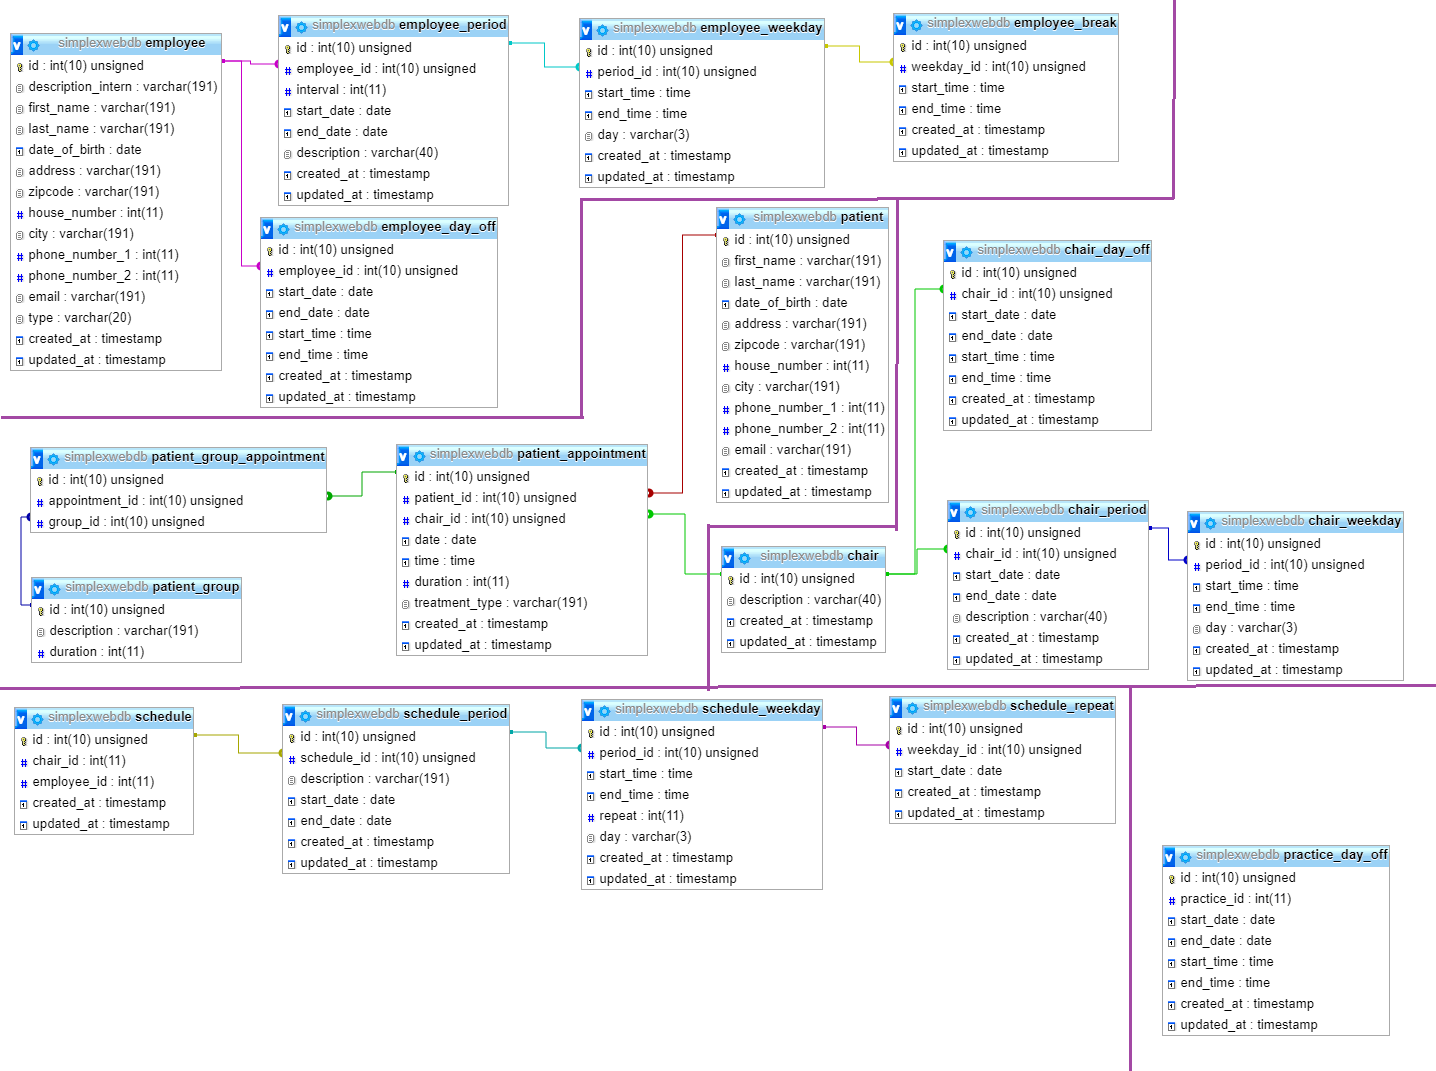 simplexwebdb employee
id : int(10) unsigned
description_intern : varchar(191)
first_name : varchar(191)
last_name : varchar(191)
date_of_birth : date
address : varchar(191)
zipcode : varchar(191)
house_number : int(11)
city : varchar(191)
phone_number_1 : int(11)
phone_number_2 : int(11)
email : varchar(191)
type : varchar(20)
created_at : timestamp
updated_at : timestamp
simplexwebdb employee_period
id : int(10) unsigned
employee_id : int(10) unsigned
interval : int(11)
start_date : date
end_date : date
description : varchar(40)
created_at : timestamp
updated_at : timestamp
simplexwebdb employee_weekday
id : int(10) unsigned
period_id : int(10) unsigned
start_time : time
end_time : time
day : varchar(3)
created_at : timestamp
updated_at : timestamp
simplexwebdb employee_break
id : int(10) unsigned
weekday_id : int(10) unsigned
start_time : time
end_time : time
created_at : timestamp
updated_at : timestamp
simplexwebdb employee_day_off
id : int(10) unsigned
employee_id : int(10) unsigned
start_date : date
end_date : date
start_time : time
end_time : time
created_at : timestamp
updated_at : timestamp
simplexwebdb patient
id : int(10) unsigned
first_name : varchar(191)
last_name : varchar(191)
date_of_birth : date
address : varchar(191)
zipcode : varchar(191)
house_number : int(11)
city : varchar(191)
phone_number_1 : int(11)
phone_number_2 : int(11)
email : varchar(191)
created_at : timestamp
updated_at : timestamp
simplexwebdb chair_day_off
id : int(10) unsigned
chair_id : int(10) unsigned
start_date : date
end_date : date
start_time : time
end_time : time
created_at : timestamp
updated_at : timestamp
simplexwebdb patient_group_appointment
id : int(10) unsigned
appointment_id : int(10) unsigned
group_id : int(10) unsigned
simplexwebdb patient_group
id : int(10) unsigned
description : varchar(191)
duration : int(11)
simplexwebdb patient_appointment
id : int(10) unsigned
patient_id : int(10) unsigned
chair_id : int(10) unsigned
date : date
time : time
duration : int(11)
treatment_type : varchar(191)
created_at : timestamp
updated_at : timestamp
simplexwebdb chair
id : int(10) unsigned
description : varchar(40)
created_at : timestamp
updated_at : timestamp
simplexwebdb chair_period
id : int(10) unsigned
chair_id : int(10) unsigned
start_date : date
end_date : date
description : varchar(40)
created_at : timestamp
updated_at : timestamp
simplexwebdb chair_weekday
id : int(10) unsigned
period_id : int(10) unsigned
start_time : time
end_time : time
day : varchar(3)
created_at : timestamp
updated_at : timestamp
simplexwebdb schedule
id : int(10) unsigned
chair_id : int(11)
employee_id : int(11)
created_at : timestamp
updated_at : timestamp
simplexwebdb schedule_period
id : int(10) unsigned
schedule_id : int(10) unsigned
description : varchar(191)
start_date : date
end_date : date
created_at : timestamp
updated_at : timestamp
simplexwebdb schedule_weekday
id : int(10) unsigned
period_id : int(10) unsigned
start_time : time
end_time : time
repeat : int(11)
day : varchar(3)
created_at : timestamp
updated_at : timestamp
simplexwebdb schedule_repeat
id : int(10) unsigned
weekday_id : int(10) unsigned
start_date : date
created_at : timestamp
updated_at : timestamp
simplexwebdb practice_day_off
id : int(10) unsigned
practice_id : int(11)
start_date : date
end_date : date
start_time : time
end_time : time
created_at : timestamp
updated_at : timestamp